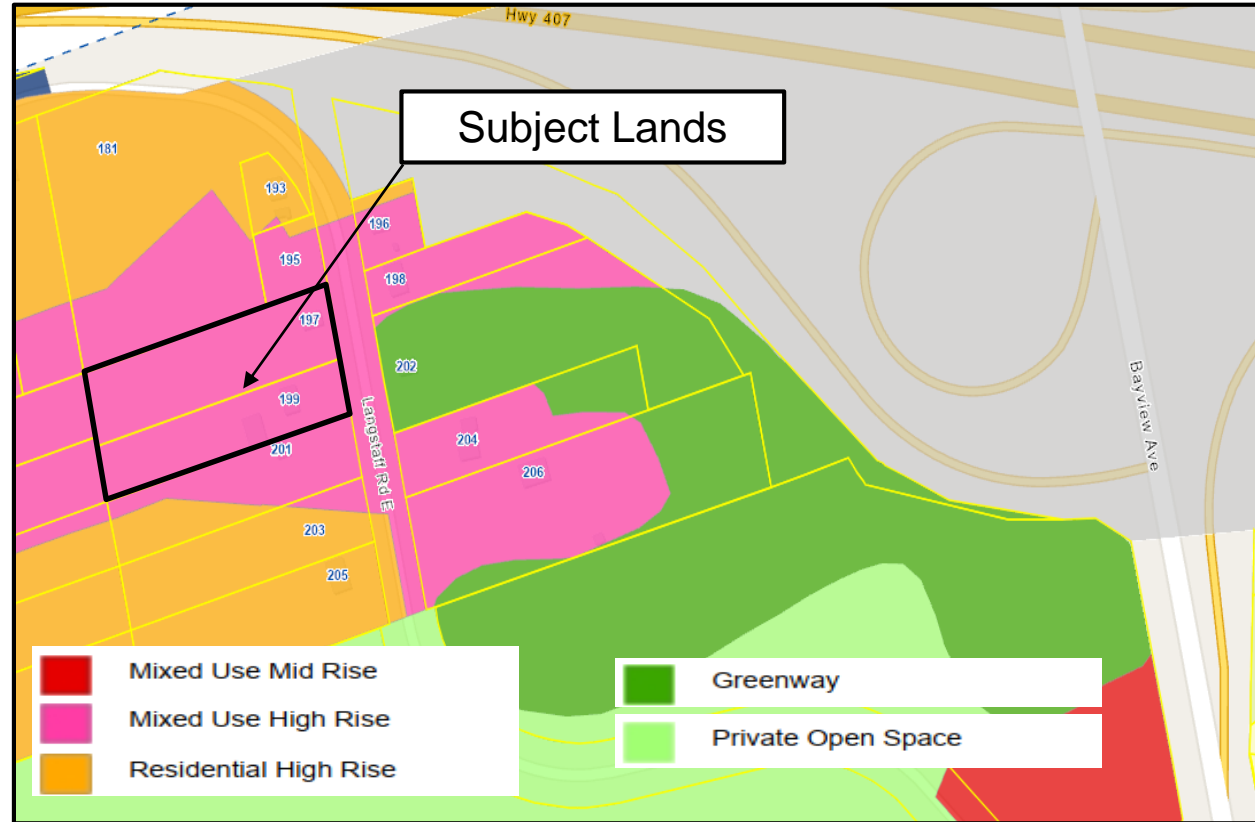 Hwy 407
Subject Lands
181
193
196
195
198
197
202
199
204
201
206
203
205
Langstaff Rd E
Bayview Ave
Mixed Use Mid Rise
Mixed Use High Rise
Residential High Rise
Greenway
Private Open Space